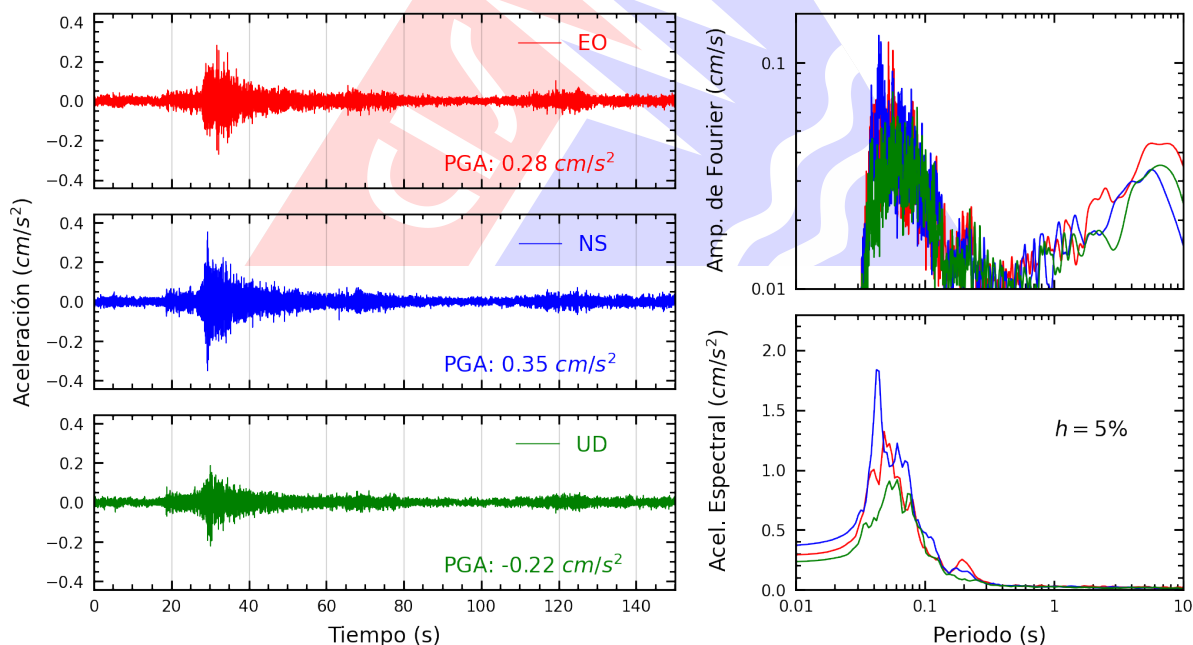 Aceleración (cm/s²)
0.4
0.2
0.0
−0.2
−0.4
EO
PGA: 0.28 cm/s²
0.4
0.2
0.0
−0.2
−0.4
NS
PGA: 0.35 cm/s²
0.4
0.2
0.0
−0.2
−0.4
UD
PGA: -0.22 cm/s²
0 20 40 60 80 100 120 140
Tiempo (s)
Amp. de Fourier (cm/s)
0.1
0.01
Acel. Espectral (cm/s²)
2.0
1.5
1.0
0.5
0.0
h = 5%
0.01 0.1 1 10
Periodo (s)